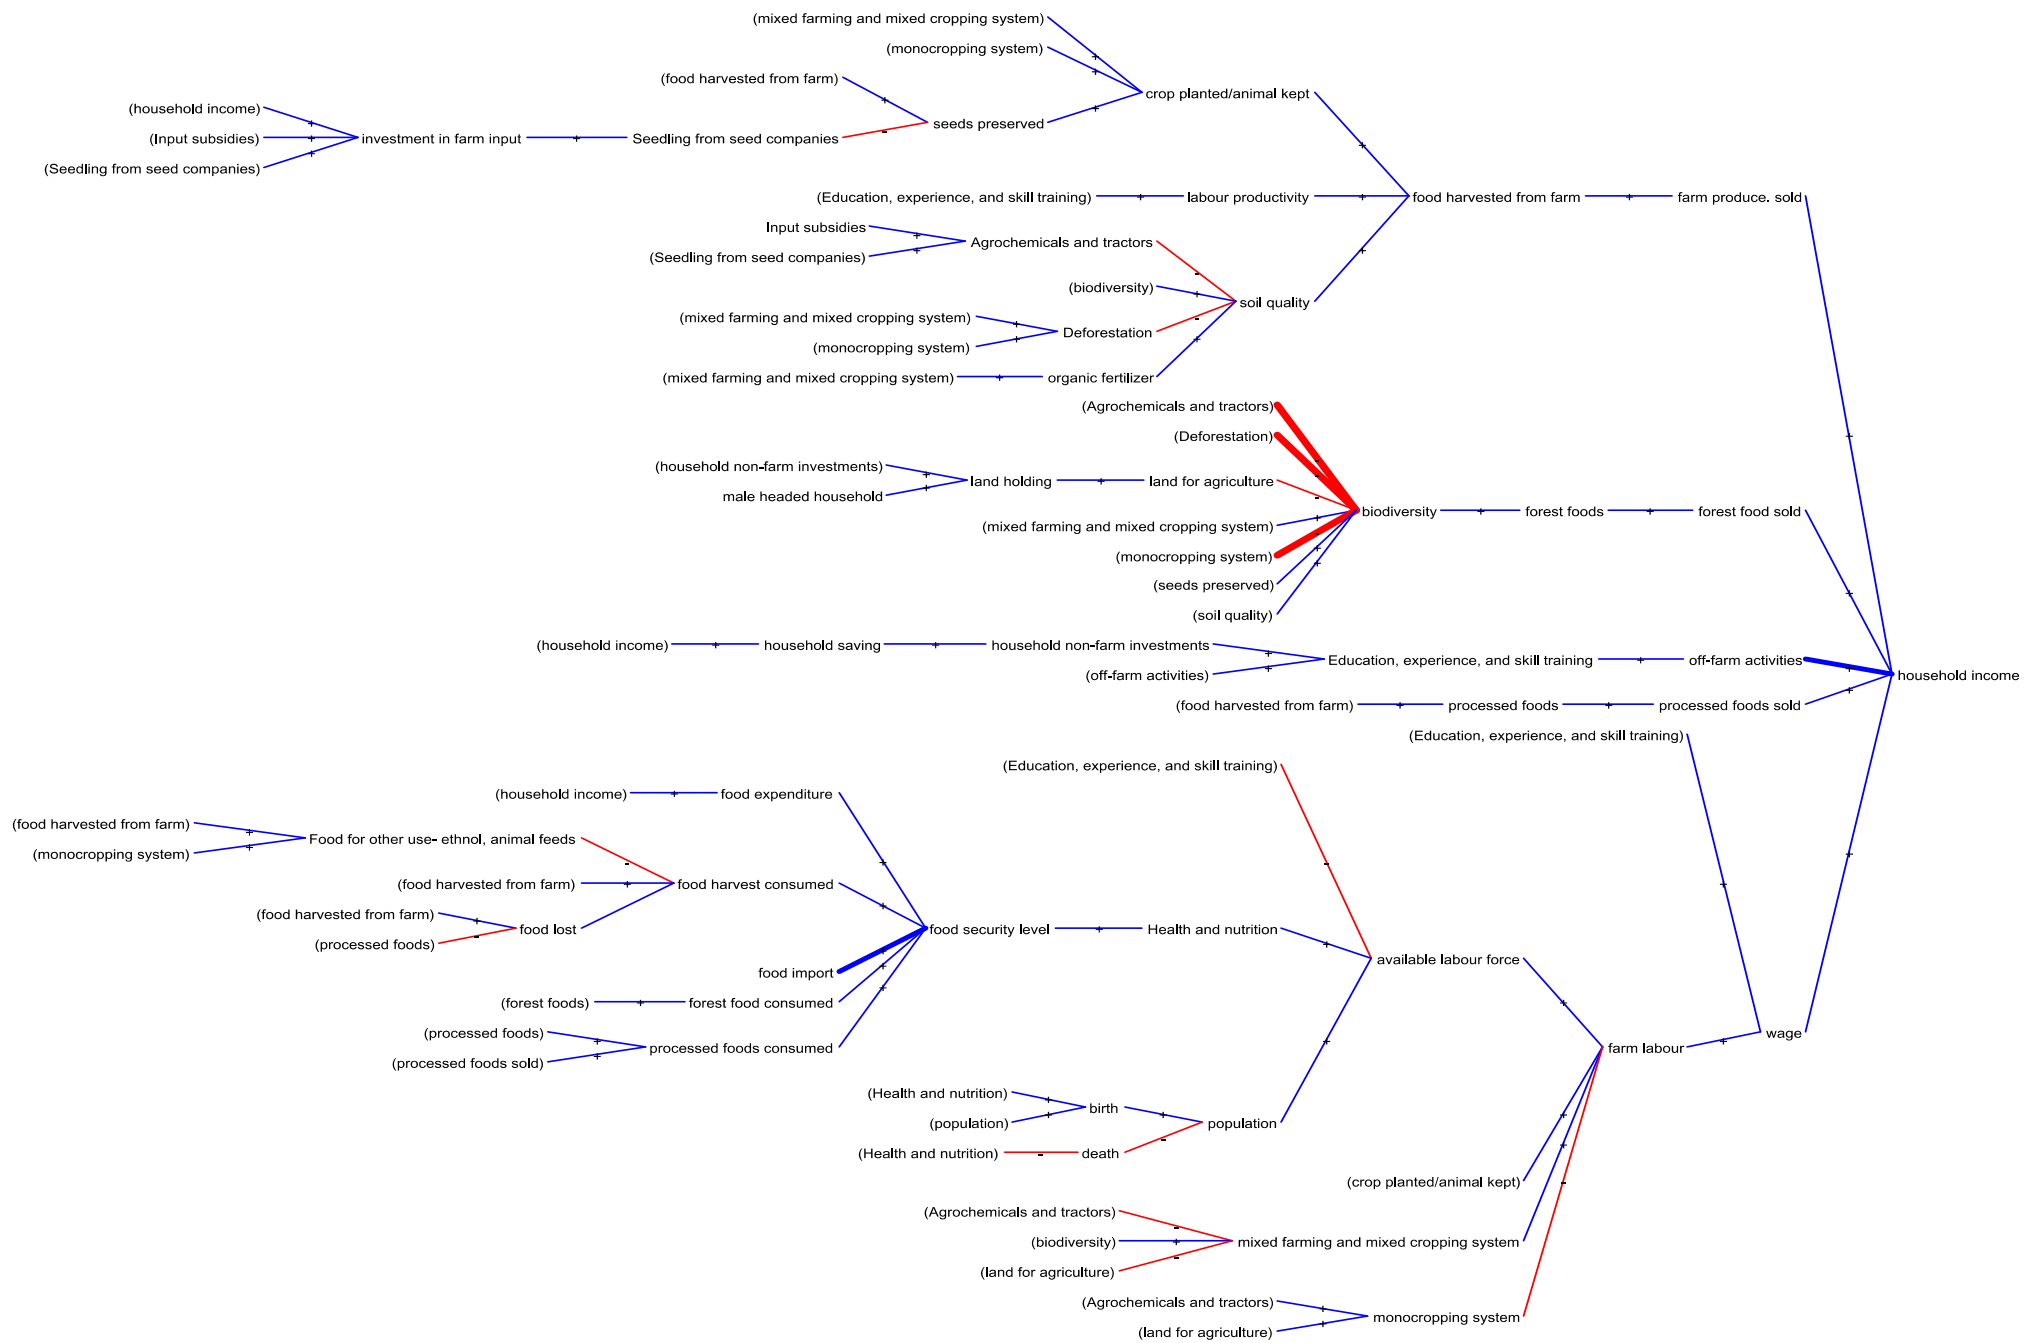 (mixed farming and mixed cropping system)
(monocropping system)
(food harvested from farm)
crop planted/animal kept
(household income)
seeds preserved
(Input subsidies)
investment in farm input
Seedling from seed companies
(Seedling from seed companies)
(Education, experience, and skill training)
labour productivity
food harvested from farm
farm produce. sold
Input subsidies
Agrochemicals and tractors
(Seedling from seed companies)
(biodiversity)
soil quality
(mixed farming and mixed cropping system)
Deforestation
(monocropping system)
(mixed farming and mixed cropping system)
organic fertilizer
(Agrochemicals and tractors)
(Deforestation)
(household non-farm investments)
land holding
land for agriculture
male headed household
biodiversity
forest foods
forest food sold
(mixed farming and mixed cropping system)
(monocropping system)
(seeds preserved)
(soil quality)
(household income)
household saving
household non-farm investments
Education, experience, and skill training
off-farm activities
(off-farm activities)
household income
(food harvested from farm)
processed foods
processed foods sold
(Education, experience, and skill training)
(Education, experience, and skill training)
(household income)
food expenditure
(food harvested from farm)
Food for other use- ethnol, animal feeds
(monocropping system)
(food harvested from farm)
food harvest consumed
(food harvested from farm)
food lost
food security level
Health and nutrition
(processed foods)
available labour force
food import
(forest foods)
forest food consumed
(processed foods)
processed foods consumed
(processed foods sold)
farm labour
wage
(Health and nutrition)
birth
(population)
population
(Health and nutrition)
death
(crop planted/animal kept)
(Agrochemicals and tractors)
(biodiversity)
mixed farming and mixed cropping system
(land for agriculture)
(Agrochemicals and tractors)
monocropping system
(land for agriculture)